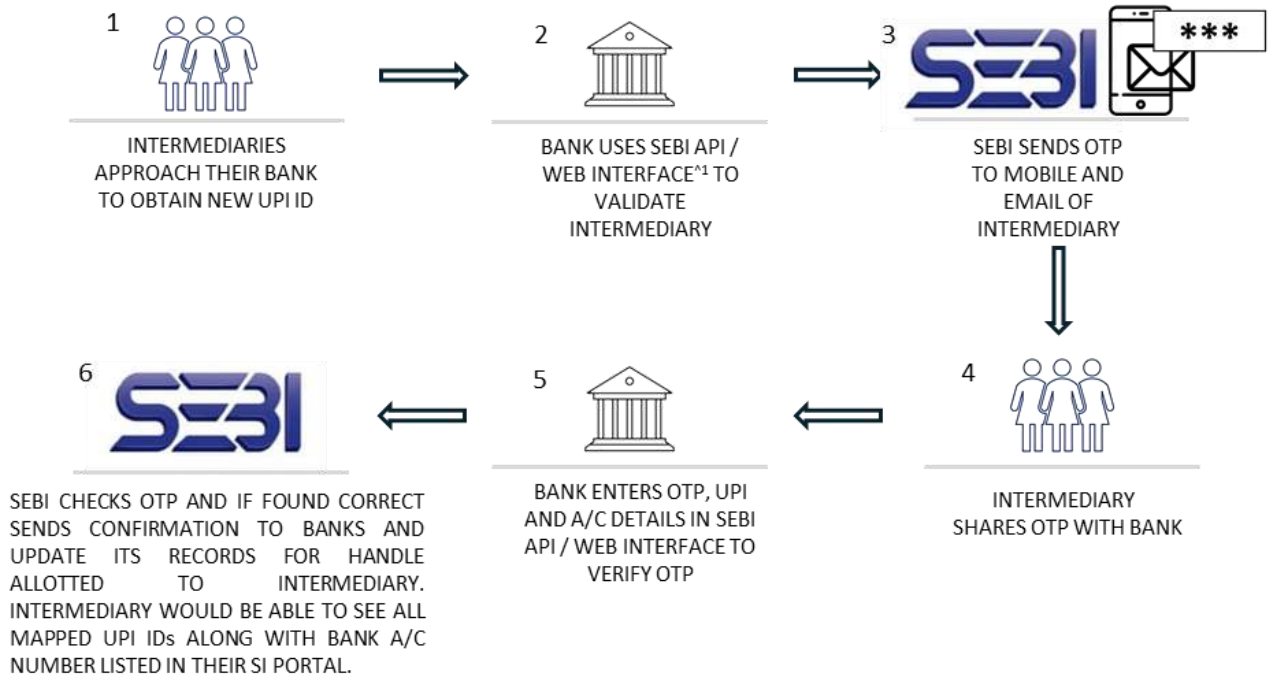 1
INTERMEDIARIES
APPROACH THEIR BANK
TO OBTAIN NEW UPI ID
2
BANK USES SEBI API /
WEB INTERFACE^1 TO
VALIDATE
INTERMEDIARY
3
SEBI
***
SEBI SENDS OTP
TO MOBILE AND
EMAIL OF
INTERMEDIARY
4
INTERMEDIARY
SHARES OTP WITH BANK
5
BANK ENTERS OTP, UPI
AND A/C DETAILS IN SEBI
API / WEB INTERFACE TO
VERIFY OTP
6
SEBI
SEBI CHECKS OTP AND IF FOUND CORRECT
SENDS CONFIRMATION TO BANKS AND
UPDATE ITS RECORDS FOR HANDLE
ALLOTTED TO INTERMEDIARY.
INTERMEDIARY WOULD BE ABLE TO SEE ALL
MAPPED UPI IDs ALONG WITH BANK A/C
NUMBER LISTED IN THEIR SI PORTAL.